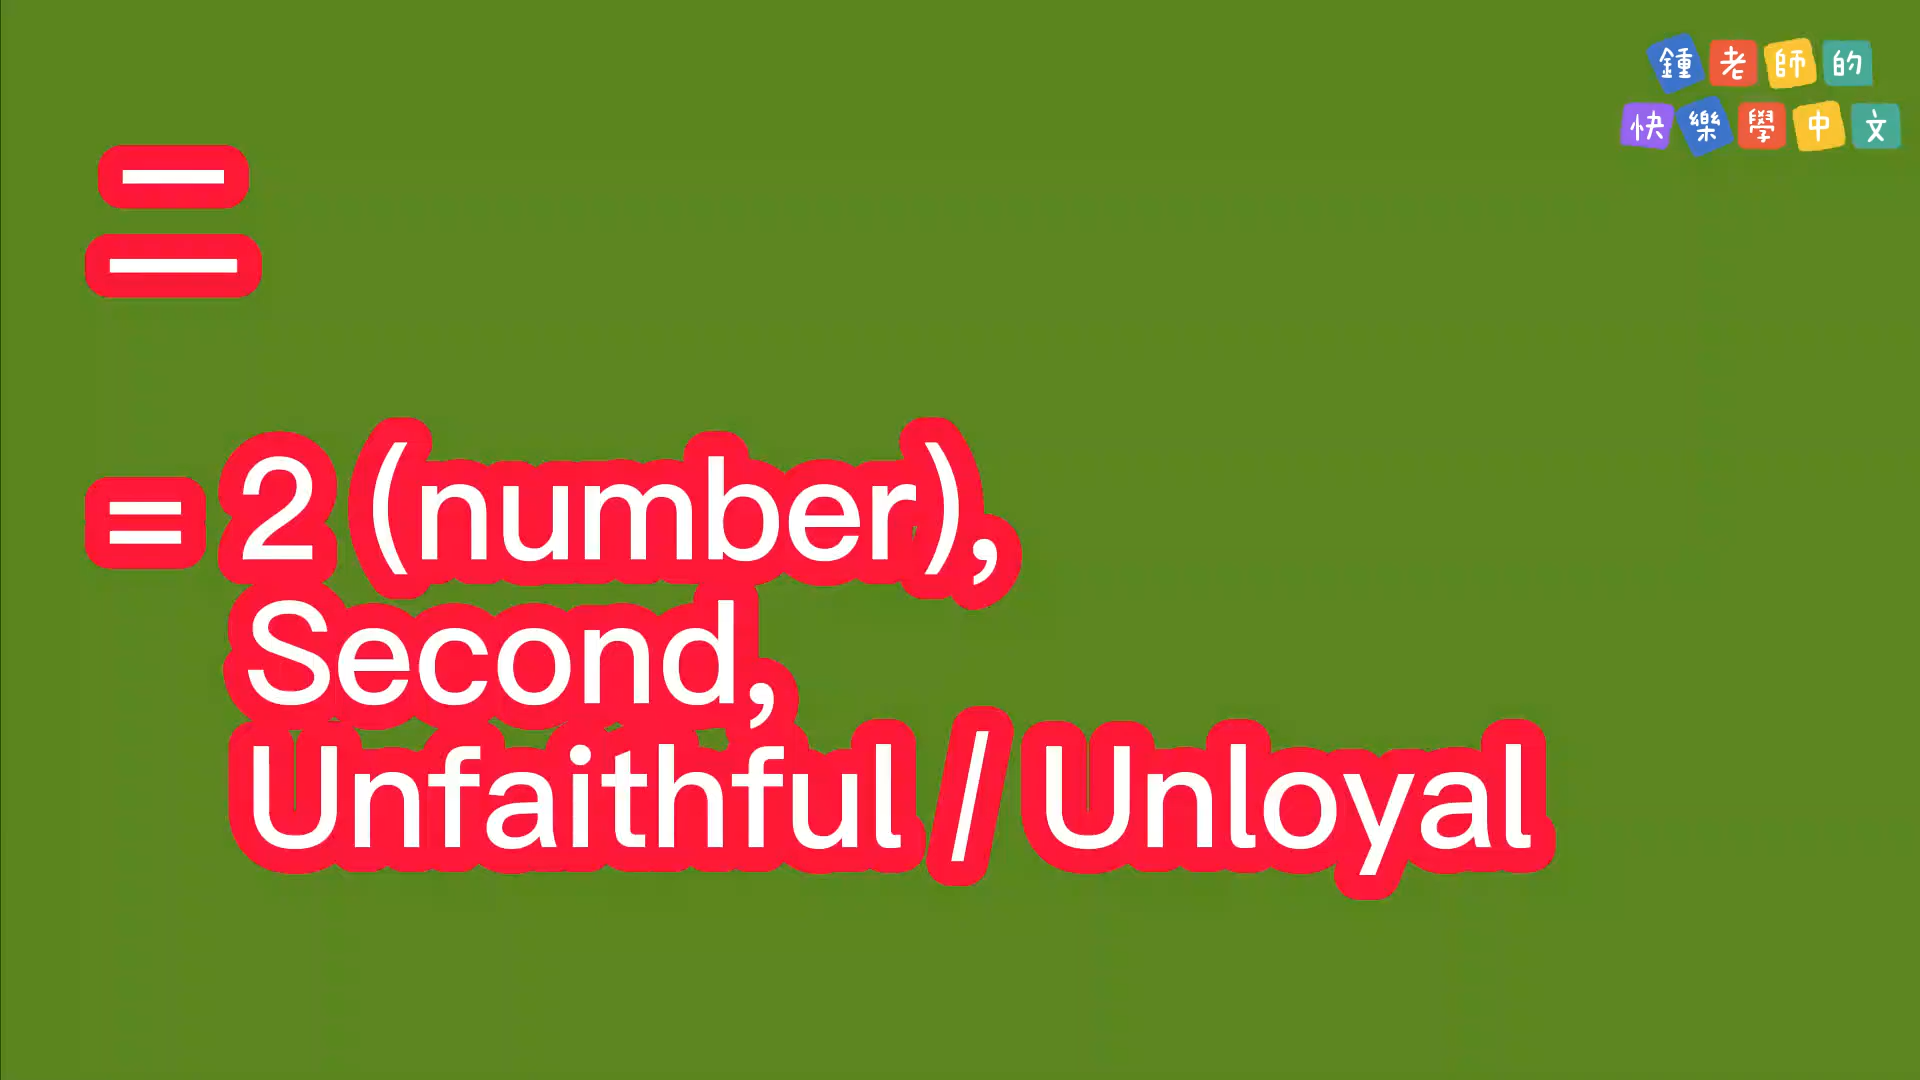 鍾老師的
快樂學中文
二
= 2 (number),
Second,
Unfaithful / Unloyal